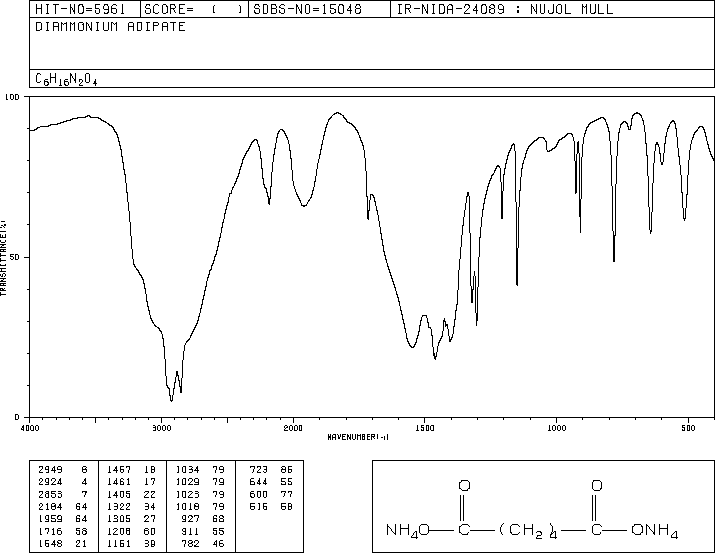 HIT-NO=5961 SCORE= ( ) SDBS-NO=15048 IR-NIDA-24089 : NUJOL MULL
DIAMMONIUM ADIPATE
C6H16N2O4
100
TRANSMITTANCE(%)
50
0
4000 3000 2000 1500 1000 500
WAVENUMBER(-1)
2949 6 1467 18 1034 79 723 86
2924 4 1461 17 1029 79 644 55
2853 7 1405 22 1023 79 600 77
2184 64 1322 34 1018 79 516 58
1959 64 1305 27 927 68
1716 58 1208 60 911 55
1548 21 1151 39 782 46
O O
NH4O C (CH2)4 C ONH4